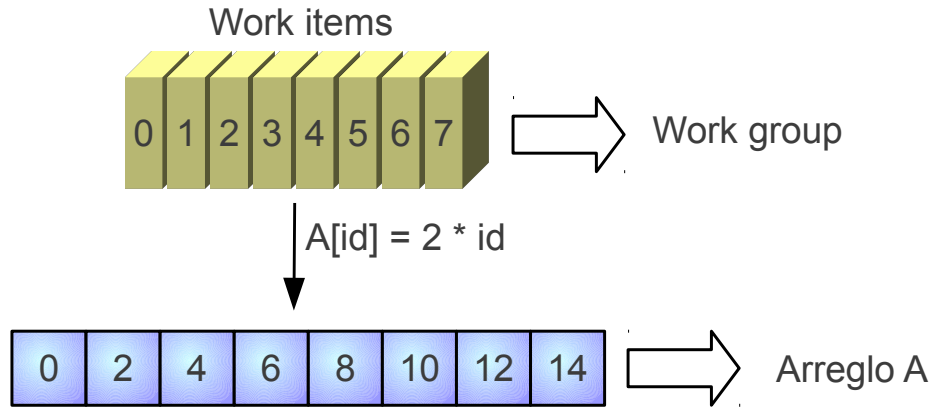 Work items
0 1 2 3 4 5 6 7
Work group
A[id] = 2 * id
0 2 4 6 8 10 12 14
Arreglo A